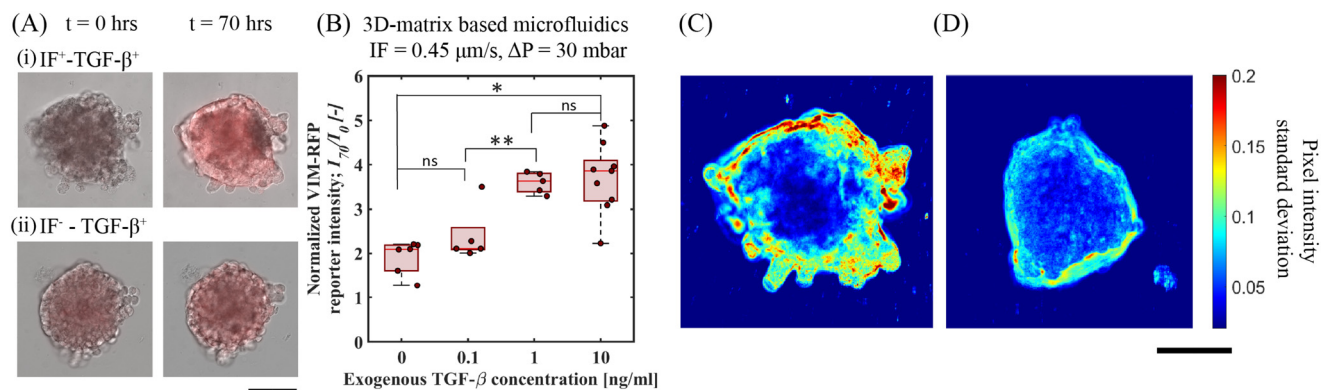 (A) t = 0 hrs t = 70 hrs
(i) IF⁺-TGF-β⁺
(ii) IF⁻ - TGF-β⁺
(B) 3D-matrix based microfluidics
IF = 0.45 μm/s, ΔP = 30 mbar
Normalized VIM-RFP
reporter intensity; I₇₀/I₀ [-]
6
5
4
3
2
1
0
*
ns
**
ns
0 0.1 1 10
Exogenous TGF-β concentration [ng/ml]
(C)
(D)
0.2
0.15
0.1
0.05
Pixel intensity
standard deviation